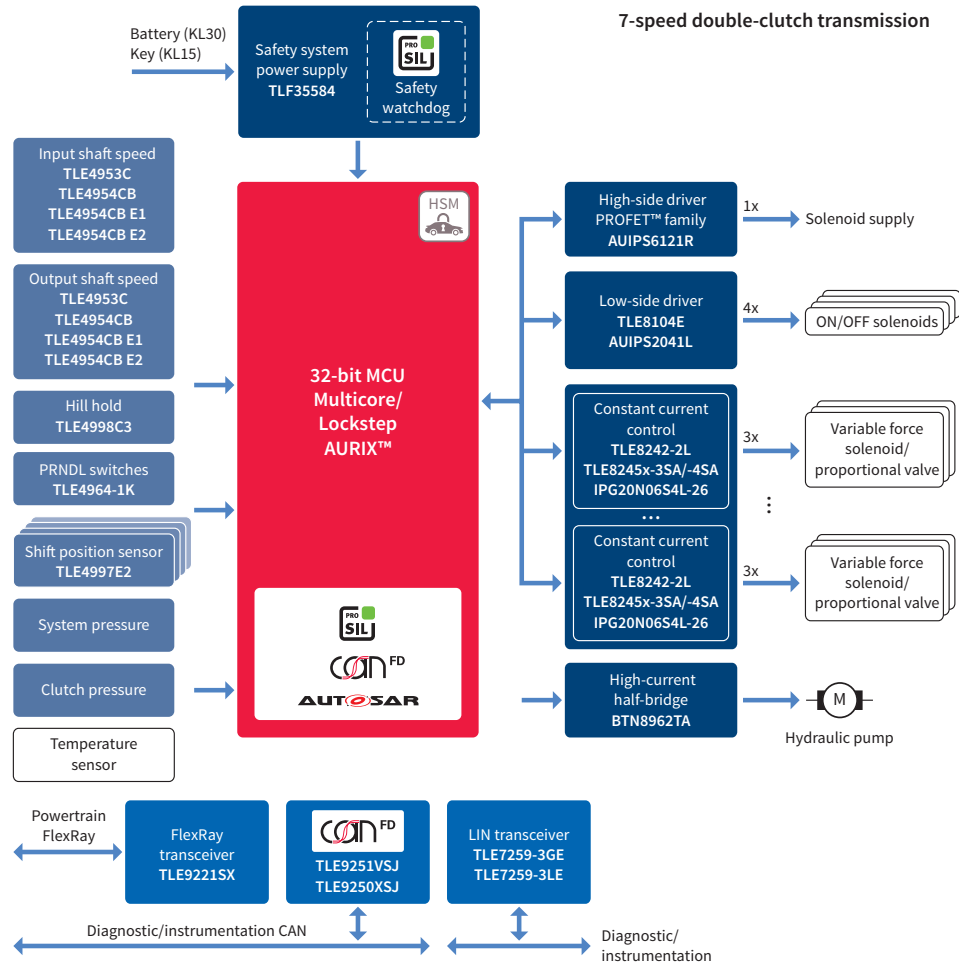 7-speed double-clutch transmission
Battery (KL30)
Key (KL15)
Safety system
power supply
TLF35584
PRO
SIL
Safety
watchdog
Input shaft speed
TLE4953C
TLE4954CB
TLE4954CB E1
TLE4954CB E2
Output shaft speed
TLE4953C
TLE4954CB
TLE4954CB E1
TLE4954CB E2
Hill hold
TLE4998C3
PRNDL switches
TLE4964-1K
Shift position sensor
TLE4997E2
System pressure
Clutch pressure
Temperature
sensor
HSM
32-bit MCU
Multicore/
Lockstep
AURIX™
PRO
SIL
CAN FD
AUTOSAR
High-side driver
PROFET™ family
AUIPS6121R
1x
Solenoid supply
Low-side driver
TLE8104E
AUIPS2041L
4x
ON/OFF solenoids
Constant current
control
TLE8242-2L
TLE8245x-3SA/-4SA
IPG20N06S4L-26
3x
Variable force
solenoid/
proportional valve
...
⋮
Constant current
control
TLE8242-2L
TLE8245x-3SA/-4SA
IPG20N06S4L-26
3x
Variable force
solenoid/
proportional valve
High-current
half-bridge
BTN8962TA
M
Hydraulic pump
Powertrain
FlexRay
FlexRay
transceiver
TLE9221SX
CAN FD
TLE9251VSJ
TLE9250XSJ
LIN transceiver
TLE7259-3GE
TLE7259-3LE
Diagnostic/instrumentation CAN
Diagnostic/
instrumentation